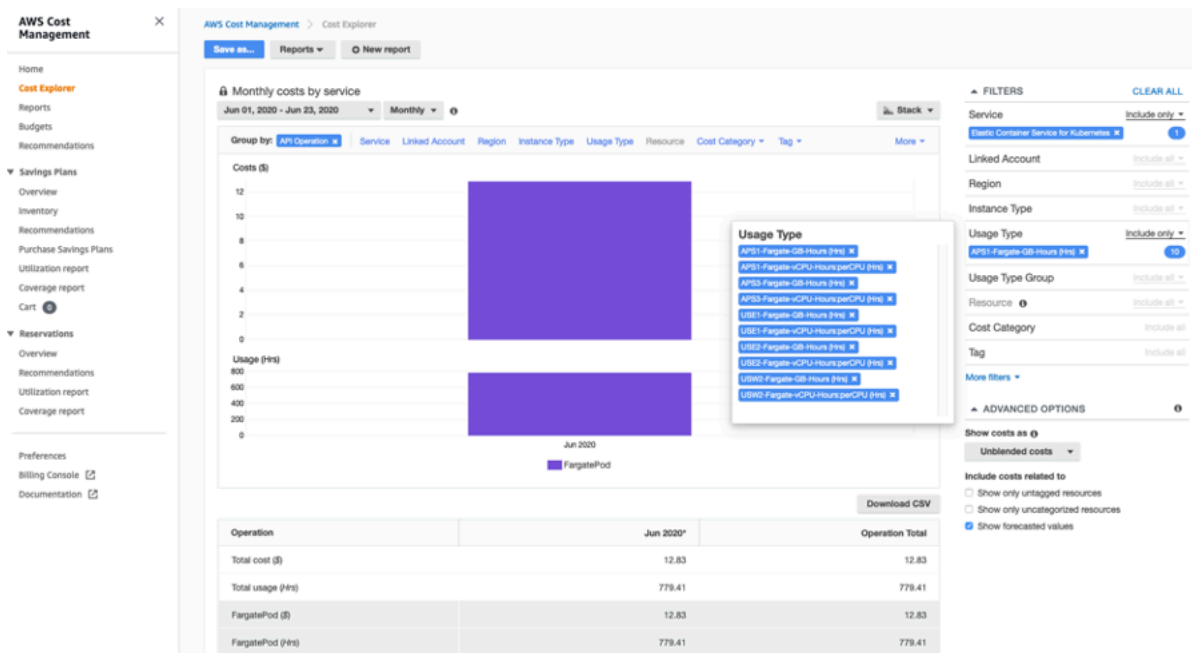 AWS Cost
Management
Home
Cost Explorer
Reports
Budgets
Recommendations
Savings Plans
Overview
Inventory
Recommendations
Purchase Savings Plans
Utilization report
Coverage report
Cart 0
Reservations
Overview
Recommendations
Utilization report
Coverage report
Preferences
Billing Console
Documentation
AWS Cost Management > Cost Explorer
Save as... Reports New report
Monthly costs by service
Jun 01, 2020 - Jun 23, 2020 Monthly Stack
Group by: API Operation Service Linked Account Region Instance Type Usage Type Resource Cost Category Tag More
Costs ($)
12
10
8
6
4
2
0
Usage (Hrs)
800
600
400
200
0
Jun 2020
FargatePod
Usage Type
APS1-Fargate-GB-Hours (Hrs)
APS1-Fargate-vCPU-Hours:perCPU (Hrs)
APS3-Fargate-GB-Hours (Hrs)
APS3-Fargate-vCPU-Hours:perCPU (Hrs)
USE1-Fargate-GB-Hours (Hrs)
USE1-Fargate-vCPU-Hours:perCPU (Hrs)
USE2-Fargate-GB-Hours (Hrs)
USE2-Fargate-vCPU-Hours:perCPU (Hrs)
USW2-Fargate-GB-Hours (Hrs)
USW2-Fargate-vCPU-Hours:perCPU (Hrs)
Download CSV
Operation Jun 2020* Operation Total
Total cost ($) 12.83 12.83
Total usage (Hrs) 779.41 779.41
FargatePod ($) 12.83 12.83
FargatePod (Hrs) 779.41 779.41
FILTERS CLEAR ALL
Service Include only
Elastic Container Service for Kubernetes 1
Linked Account Include all
Region Include all
Instance Type Include all
Usage Type Include only
APS1-Fargate-GB-Hours (Hrs) 10
Usage Type Group Include all
Resource Include all
Cost Category Include all
Tag Include all
More filters
ADVANCED OPTIONS
Show costs as
Unblended costs
Include costs related to
Show only untagged resources
Show only uncategorized resources
Show forecasted values